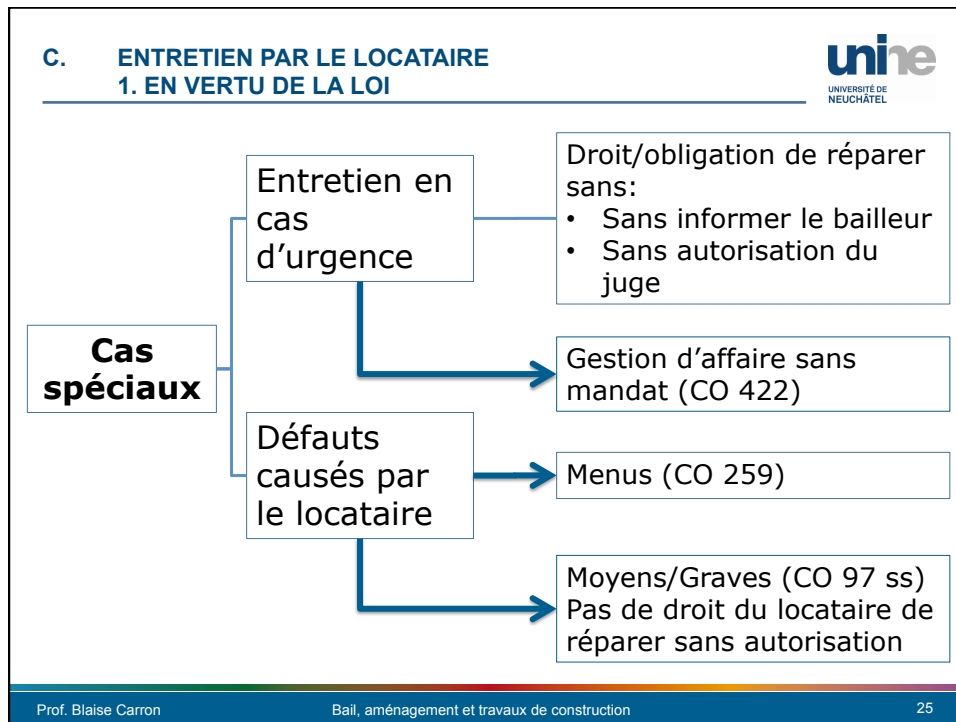 C. ENTRETIEN PAR LE LOCATAIRE
1. EN VERTU DE LA LOI
unine
UNIVERSITÉ DE
NEUCHÂTEL
Cas
spéciaux
Entretien en
cas
d’urgence
Droit/obligation de réparer
sans:
• Sans informer le bailleur
• Sans autorisation du
juge
Gestion d’affaire sans
mandat (CO 422)
Défauts
causés par
le locataire
Menus (CO 259)
Moyens/Graves (CO 97 ss)
Pas de droit du locataire de
réparer sans autorisation
Prof. Blaise Carron Bail, aménagement et travaux de construction 25